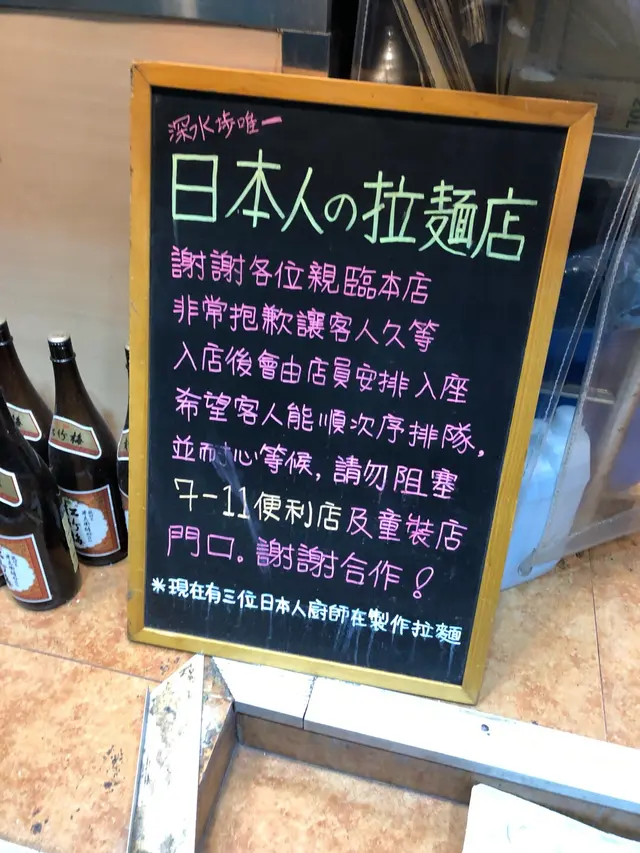 深水埗唯一
日本人の拉麵店
謝謝各位親臨本店
非常抱歉讓客人久等
入店後會由店員安排入座
希望客人能順次序排隊,
並耐心等候, 請勿阻塞
7-11便利店及童裝店
門口。謝謝合作!
*現在有三位日本人廚師在製作拉麵
松竹梅